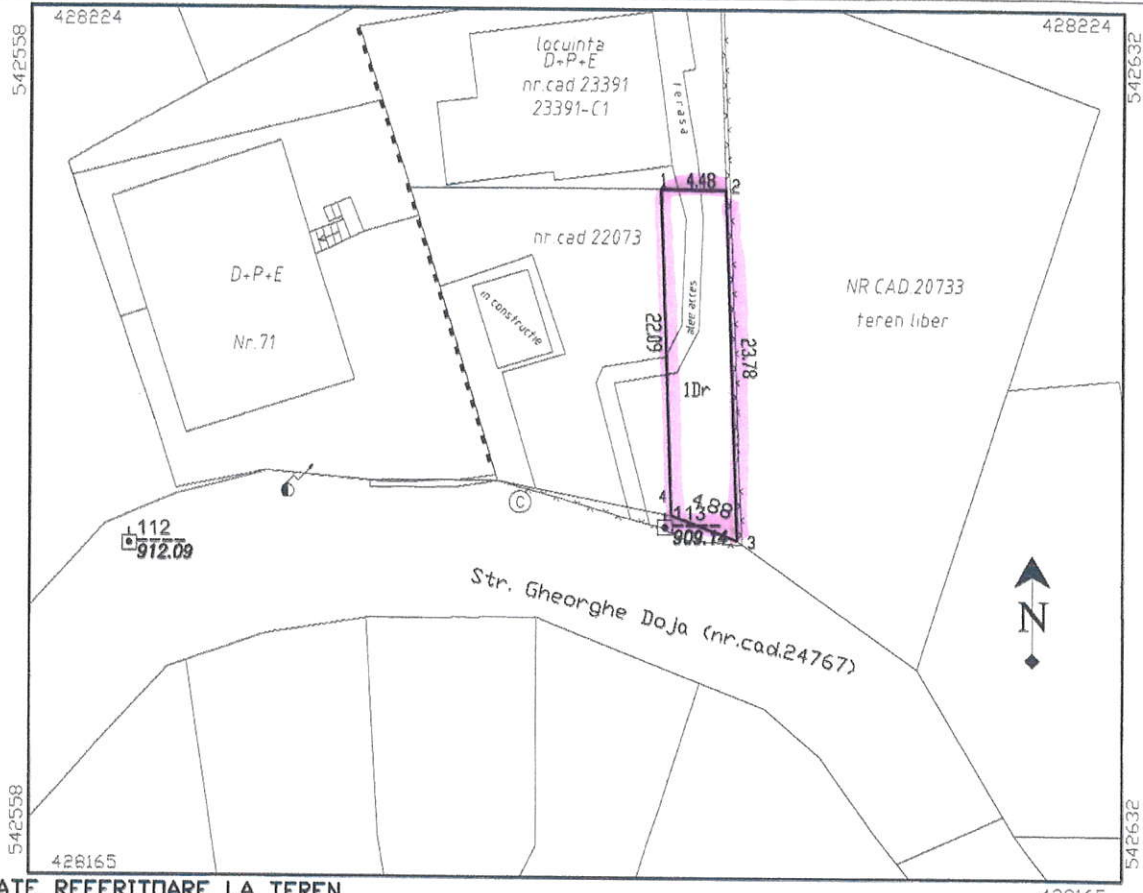 428224
428224
542558
542632
locuinta
D+P+E
nr.cad 23391
23391-C1
terasa
1
4.48
2
nr.cad 22073
D+P+E
Nr.71
in constructie
alee acces
22.09
23.78
NR CAD.20733
teren liber
1Dr
4
4.88
113
909.14
3
C
112
912.09
Str. Gheorghe Doja (nr.cad.24767)
N
542558
542632
428165
ATE REFERITOARE LA TEREN